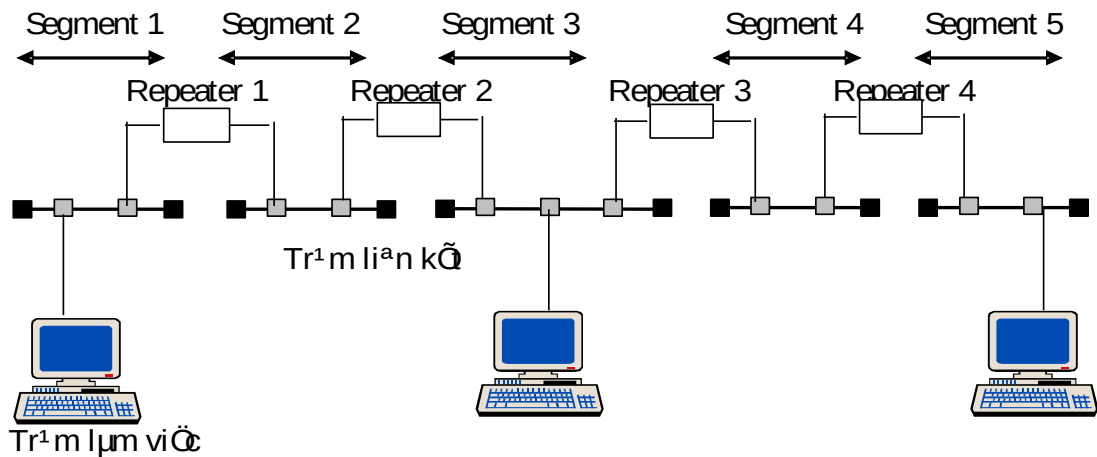 Segment 1 Segment 2 Segment 3 Segment 4 Segment 5
Repeater 1 Repeater 2 Repeater 3 Repeater 4
Tr¹m liªn kÕt
Tr¹m lµm viÖc